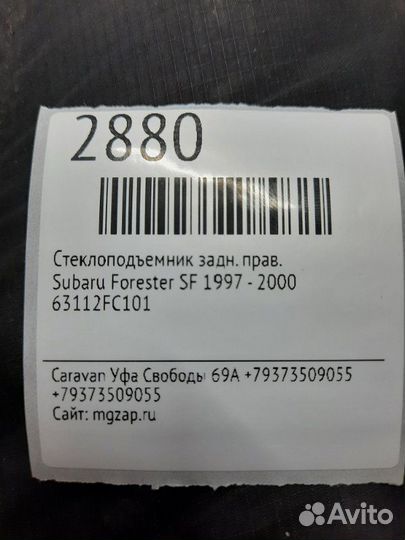 2880
Стеклоподъемник задн. прав.
Subaru Forester SF 1997 - 2000
63112FC101
Caravan Уфа Свободы 69А +79373509055
+79373509055
Сайт: mgzap.ru
Avito